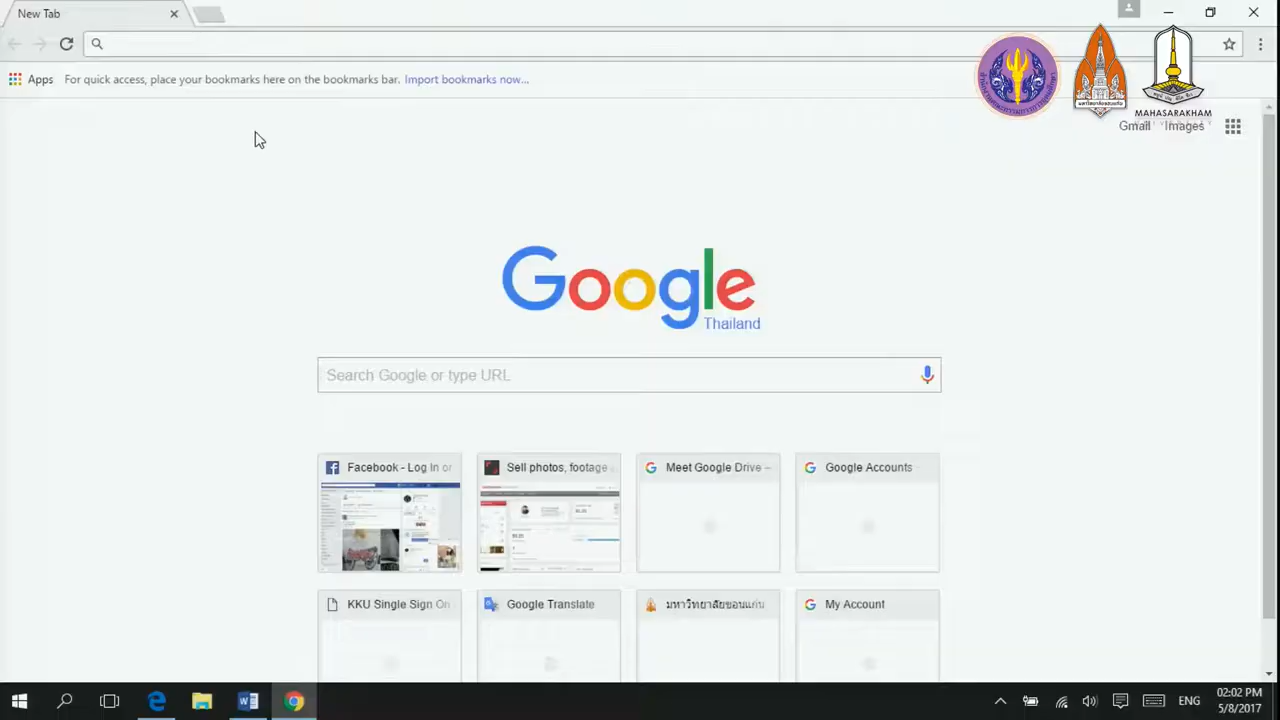 New Tab
Apps
For quick access, place your bookmarks here on the bookmarks bar. Import bookmarks now...
MAHASARAKHAM
Gmail Images
Google
Thailand
Search Google or type URL
Facebook - Log In or
Sell photos, footage
Meet Google Drive –
Google Accounts
KKU Single Sign On
Google Translate
มหาวิทยาลัยขอนแก่น
My Account
ENG
02:02 PM
5/8/2017